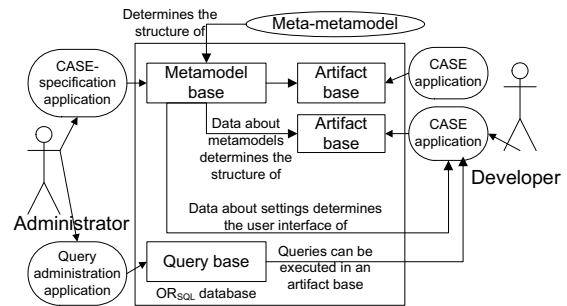 Determines the
structure of
Meta-metamodel
CASE-
specification
application
Metamodel
base
Artifact
base
CASE
application
Data about
metamodels
determines the
structure of
Artifact
base
CASE
application
Administrator
Developer
Data about settings determines
the user interface of
Query
administration
application
Query base
Queries can be
executed in an
artifact base
ORSQL database